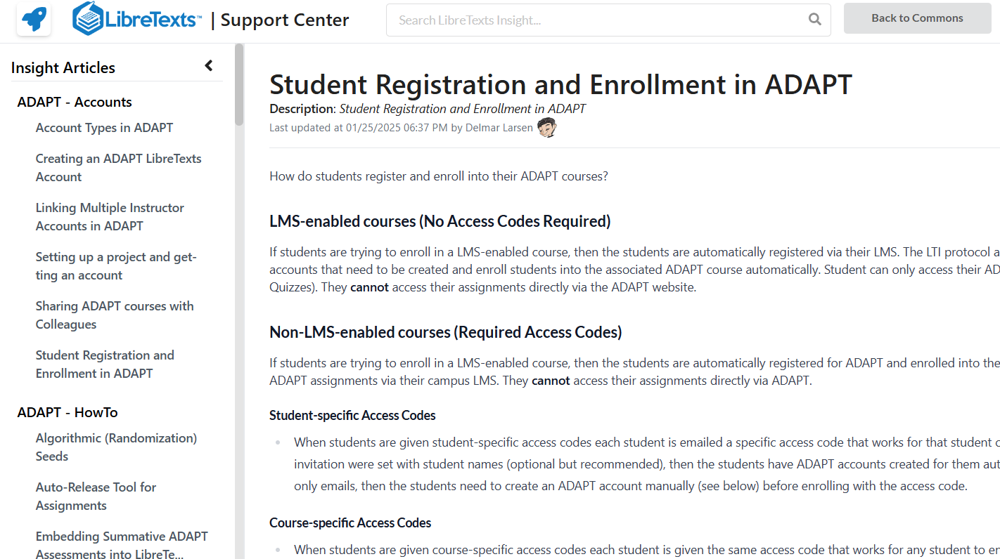 LibreTexts™ | Support Center
Search LibreTexts Insight...
Back to Commons
Insight Articles
ADAPT - Accounts
Account Types in ADAPT
Creating an ADAPT LibreTexts
Account
Linking Multiple Instructor
Accounts in ADAPT
Setting up a project and get-
ting an account
Sharing ADAPT courses with
Colleagues
Student Registration and
Enrollment in ADAPT
ADAPT - HowTo
Algorithmic (Randomization)
Seeds
Auto-Release Tool for
Assignments
Embedding Summative ADAPT
Assessments into LibreTe...
Student Registration and Enrollment in ADAPT
Description: Student Registration and Enrollment in ADAPT
Last updated at 01/25/2025 06:37 PM by Delmar Larsen
How do students register and enroll into their ADAPT courses?
LMS-enabled courses (No Access Codes Required)
If students are trying to enroll in a LMS-enabled course, then the students are automatically registered via their LMS. The LTI protocol a
accounts that need to be created and enroll students into the associated ADAPT course automatically. Student can only access their AD
Quizzes). They cannot access their assignments directly via the ADAPT website.
Non-LMS-enabled courses (Required Access Codes)
If students are trying to enroll in a LMS-enabled course, then the students are automatically registered for ADAPT and enrolled into the
ADAPT assignments via their campus LMS. They cannot access their assignments directly via ADAPT.
Student-specific Access Codes
When students are given student-specific access codes each student is emailed a specific access code that works for that student
invitation were set with student names (optional but recommended), then the students have ADAPT accounts created for them aut
only emails, then the students need to create an ADAPT account manually (see below) before enrolling with the access code.
Course-specific Access Codes
When students are given course-specific access codes each student is given the same access code that works for any student to en